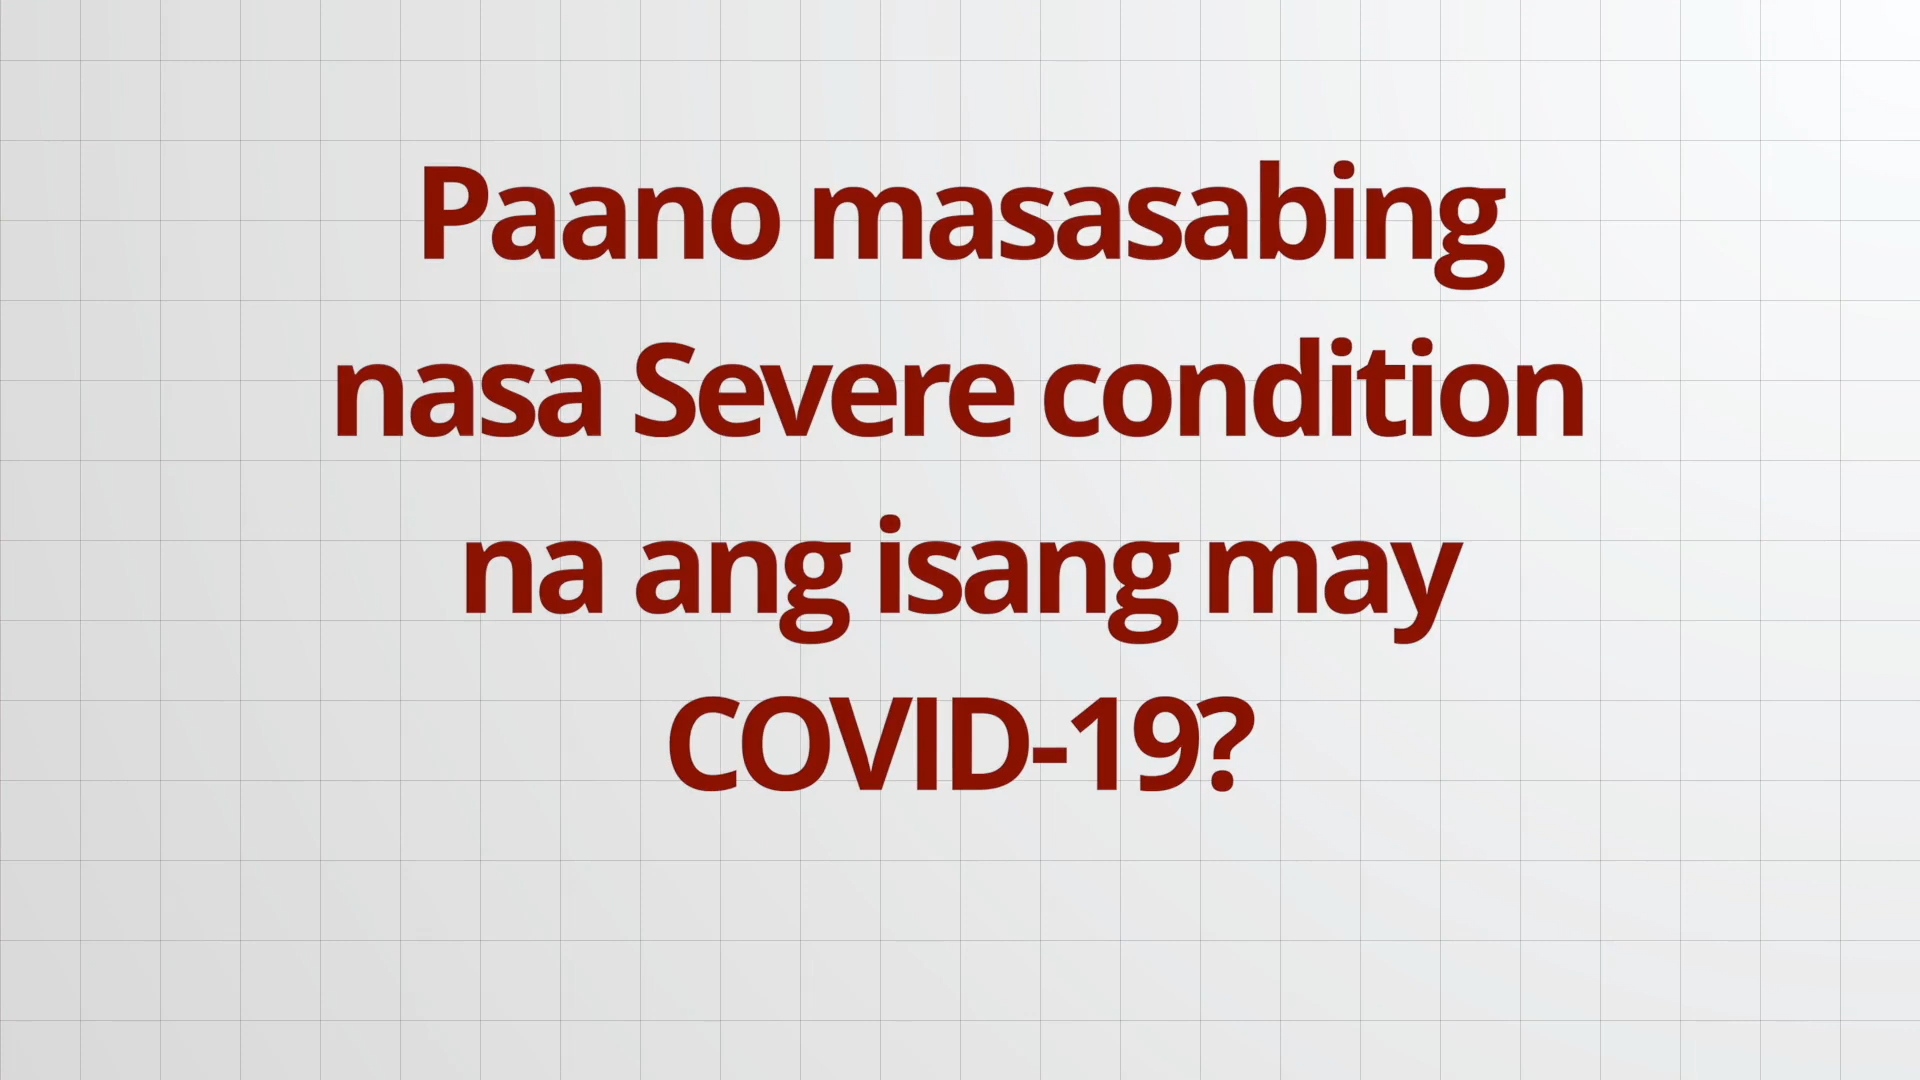 Paano masasabing
nasa Severe condition
na ang isang may
COVID-19?